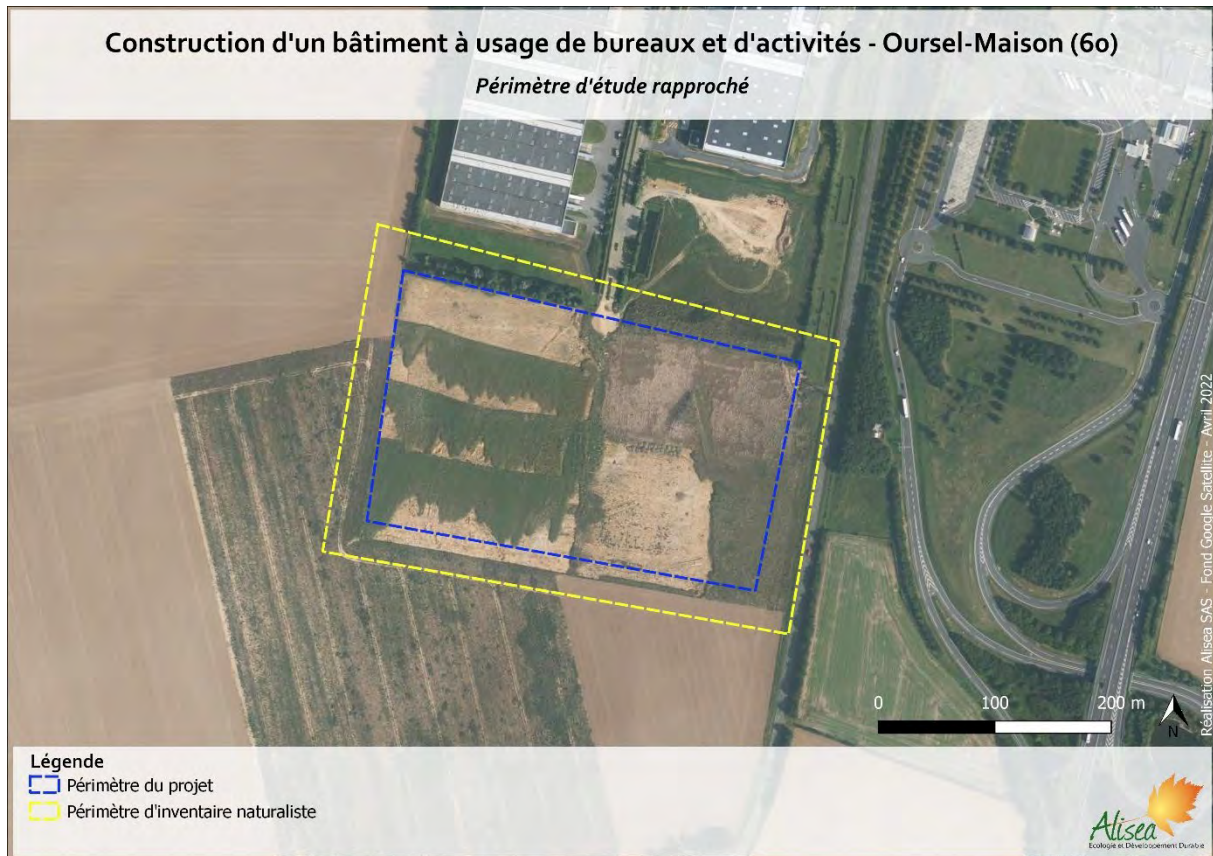 Construction d'un bâtiment à usage de bureaux et d'activités - Oursel-Maison (60)
Périmètre d'étude rapproché
Réalisation Alisea SAS - Fond Google Satellite - Avril 2022
0 100 200 m
N
Légende
Périmètre du projet
Périmètre d'inventaire naturaliste
Alisea
Ecologie et Développement Durable